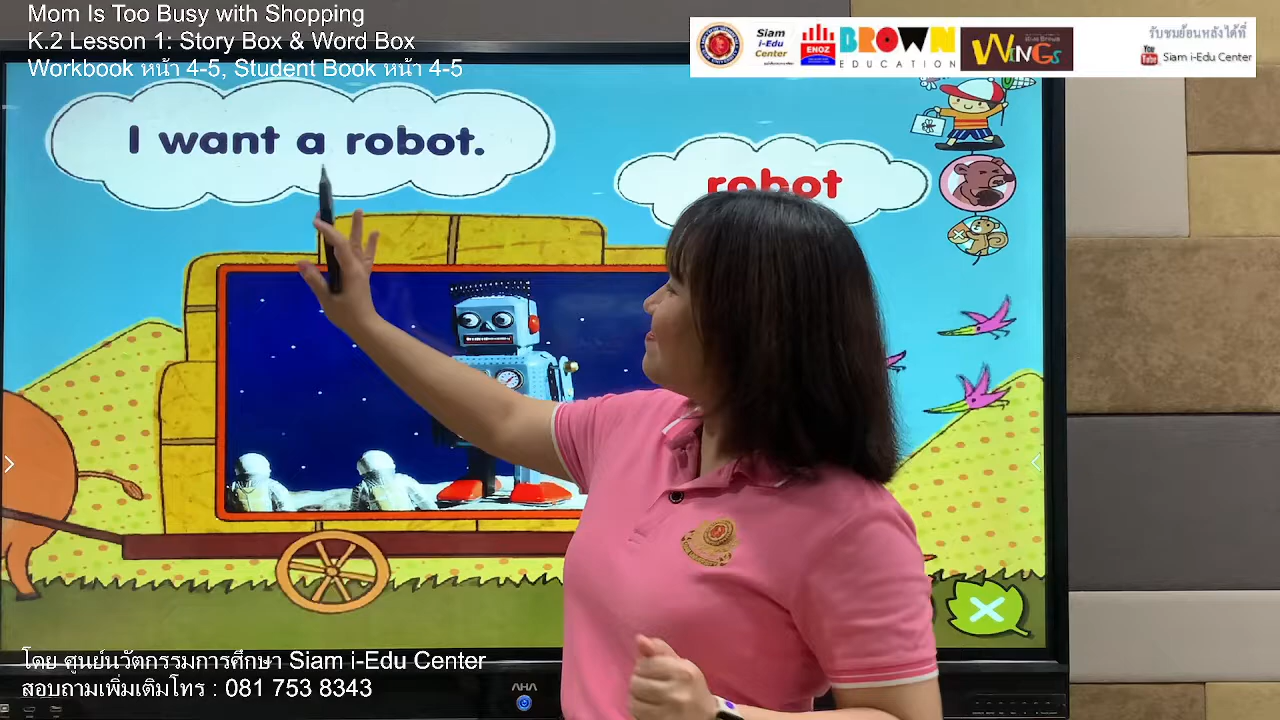 Mom Is Too Busy with Shopping
K.2 Lesson 1: Story Box & Word Box
Workbook หน้า 4-5, Student Book หน้า 4-5
Siam
i-Edu
Center
ENOZ
BROWN
EDUCATION
WINGS
รับชมย้อนหลังได้ที่
You Tube Siam i-Edu Center
I want a robot.
robot
โดย ศูนย์นวัตกรรมการศึกษา Siam i-Edu Center
สอบถามเพิ่มเติมโทร : 081 753 8343
AHA